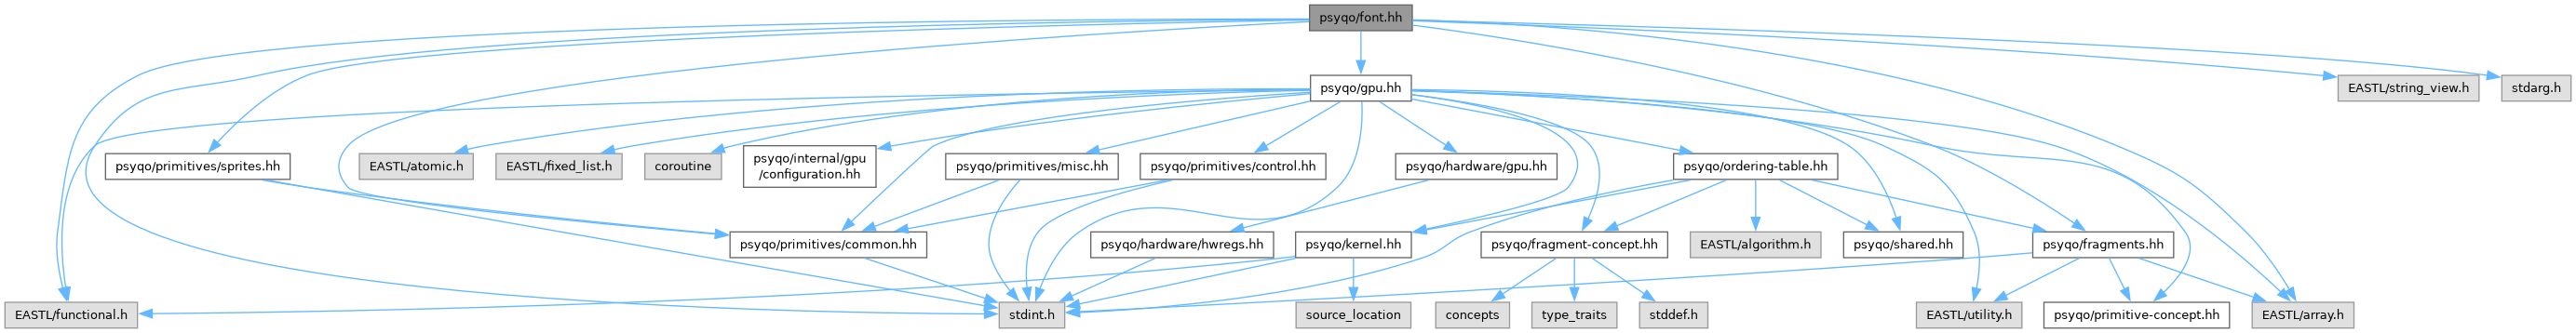 psyqo/font.hh
psyqo/gpu.hh
EASTL/string_view.h
stdarg.h
psyqo/primitives/sprites.hh
EASTL/atomic.h
EASTL/fixed_list.h
coroutine
psyqo/internal/gpu
/configuration.hh
psyqo/primitives/misc.hh
psyqo/primitives/control.hh
psyqo/hardware/gpu.hh
psyqo/ordering-table.hh
psyqo/primitives/common.hh
psyqo/hardware/hwregs.hh
psyqo/kernel.hh
psyqo/fragment-concept.hh
EASTL/algorithm.h
psyqo/shared.hh
psyqo/fragments.hh
EASTL/functional.h
stdint.h
source_location
concepts
type_traits
stddef.h
EASTL/utility.h
psyqo/primitive-concept.hh
EASTL/array.h